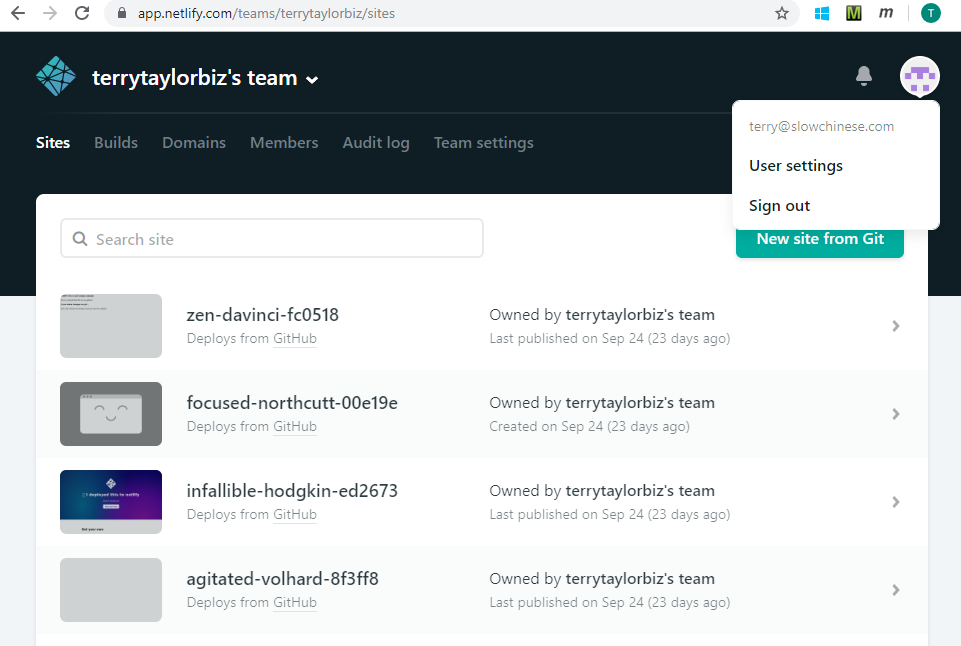 app.netlify.com/teams/terrytaylorbiz/sites
M
m
T
terrytaylorbiz's team
terry@slowchinese.com
Sites Builds Domains Members Audit log Team settings
User settings
Sign out
Search site
New site from Git
zen-davinci-fc0518 Owned by terrytaylorbiz's team
Deploys from GitHub Last published on Sep 24 (23 days ago)
focused-northcutt-00e19e Owned by terrytaylorbiz's team
Deploys from GitHub Created on Sep 24 (23 days ago)
I deployed this to netlify
infallible-hodgkin-ed2673 Owned by terrytaylorbiz's team
Deploys from GitHub Last published on Sep 24 (23 days ago)
agitated-volhard-8f3ff8 Owned by terrytaylorbiz's team
Deploys from GitHub Last published on Sep 24 (23 days ago)